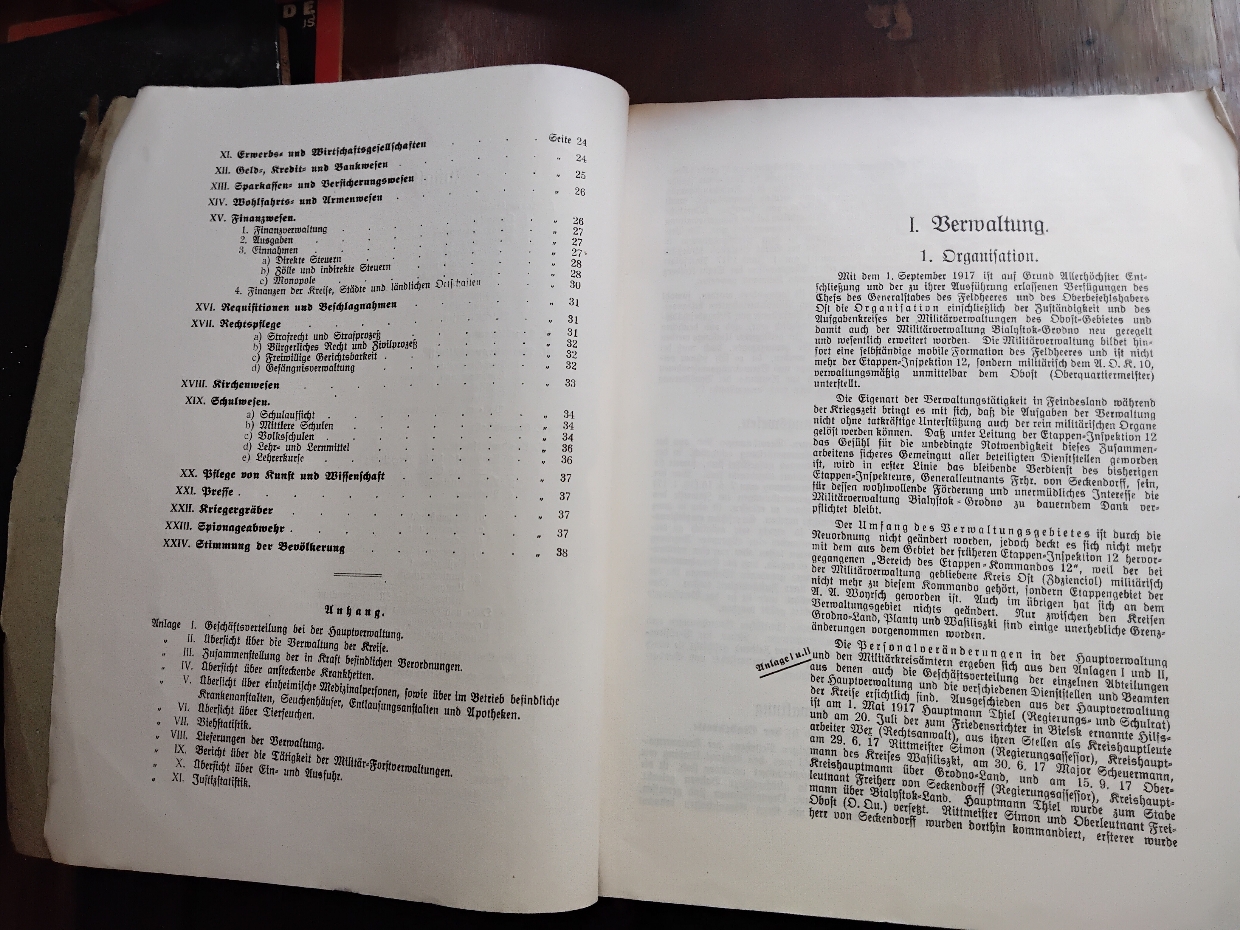 DE
JS
Seite 24
XI. Erwerbs- und Wirtschaftsgesellschaften . . . „ 24
XII. Geld-, Kredit- und Bankwesen . . . „ 25
XIII. Sparkassen- und Versicherungswesen . . . „ 26
XIV. Wohlfahrts- und Armenwesen . . .
XV. Finanzwesen. „ 26
1. Finanzverwaltung . . . „ 27
2. Ausgaben . . . „ 27
3. Einnahmen . . . „ 27
a) Direkte Steuern . . . „ 28
b) Zölle und indirekte Steuern . . . „ 28
c) Monopole . . . „ 30
4. Finanzen der Kreise, Städte und ländlichen Ortschaften
XVI. Requisitionen und Beschlagnahmen . . . „ 31
XVII. Rechtspflege . . . „ 31
a) Strafrecht und Strafprozeß . . . „ 31
b) Bürgerliches Recht und Zivilprozeß . . . „ 32
c) Freiwillige Gerichtsbarkeit . . . „ 32
d) Gefängnisverwaltung . . . „ 32
XVIII. Kirchenwesen . . . „ 33
XIX. Schulwesen.
a) Schulaufsicht . . . „ 34
b) Mittlere Schulen . . . „ 34
c) Volksschulen . . . „ 34
d) Lehr- und Lernmittel . . . „ 36
e) Lehrerkurse . . . „ 36
XX. Pflege von Kunst und Wissenschaft . . . „ 37
XXI. Presse . . . „ 37
XXII. Kriegergräber . . . „ 37
XXIII. Spionageabwehr . . . „ 37
XXIV. Stimmung der Bevölkerung . . . „ 38
Anhang.
Anlage I. Geschäftsverteilung bei der Hauptverwaltung.
„ II. Übersicht über die Verwaltung der Kreise.
„ III. Zusammenstellung der in Kraft befindlichen Verordnungen.
„ IV. Übersicht über ansteckende Krankheiten.
„ V. Übersicht über einheimische Medizinalpersonen, sowie über im Betrieb befindliche
Krankenanstalten, Seuchenhäuser, Entlausungsanstalten und Apotheken.
„ VI. Übersicht über Tierseuchen.
„ VII. Viehstatistik.
„ VIII. Lieferungen der Verwaltung.
„ IX. Bericht über die Tätigkeit der Militär-Forstverwaltungen.
„ X. Übersicht über Ein- und Ausfuhr.
„ XI. Justizstatistik.
I. Verwaltung.
1. Organisation.
Mit dem 1. September 1917 ist auf Grund Allerhöchster Ent-
schließung und der zu ihrer Ausführung erlassenen Verfügungen des
Chefs des Generalstabes des Feldheeres und des Oberbefehlshabers
Ost die Organisation einschließlich der Zuständigkeit und des
Aufgabenkreises der Militärverwaltungen des Obost-Gebietes und
damit auch der Militärverwaltung Bialystok-Grodno neu geregelt
und wesentlich erweitert worden. Die Militärverwaltung bildet hin-
fort eine selbständige mobile Formation des Feldheeres und ist nicht
mehr der Etappen-Inspektion 12, sondern militärisch dem A. O. K. 10,
verwaltungsmäßig unmittelbar dem Obost (Oberquartiermeister)
unterstellt.
Die Eigenart der Verwaltungstätigkeit in Feindesland während
der Kriegszeit bringt es mit sich, daß die Aufgaben der Verwaltung
nicht ohne tatkräftige Unterstützung auch der rein militärischen Organe
gelöst werden können. Daß unter Leitung der Etappen-Inspektion 12
das Gefühl für die unbedingte Notwendigkeit dieses Zusammen-
arbeitens sicheres Gemeingut aller beteiligten Dienststellen geworden
ist, wird in erster Linie das bleibende Verdienst des bisherigen
Etappen-Inspekteurs, Generalleutnants Frhr. von Seckendorff, sein,
für dessen wohlwollende Förderung und unermüdliches Interesse die
Militärverwaltung Bialystok-Grodno zu dauerndem Dank ver-
pflichtet bleibt.
Der Umfang des Verwaltungsgebietes ist durch die
Neuordnung nicht geändert worden, jedoch deckt es sich nicht mehr
mit dem aus dem Gebiet der früheren Etappen-Inspektion 12 hervor-
gegangenen „Bereich des Etappen-Kommandos 12“, weil der bei
der Militärverwaltung gebliebene Kreis Ost (Zdzienciol) militärisch
nicht mehr zu diesem Kommando gehört, sondern Etappengebiet der
A. A. Woyrsch geworden ist. Auch im übrigen hat sich an dem
Verwaltungsgebiet nichts geändert. Nur zwischen den Kreisen
Grodno-Land, Planty und Wasiliszki sind einige unerhebliche Grenz-
änderungen vorgenommen worden.
Anlage I u. II
Die Personalveränderungen in der Hauptverwaltung
und den Militärkreisämtern ergeben sich aus den Anlagen I und II,
aus denen auch die Geschäftsverteilung der einzelnen Abteilungen
der Hauptverwaltung und die verschiedenen Dienststellen und Beamten
der Kreise ersichtlich sind. Ausgeschieden aus der Hauptverwaltung
ist am 1. Mai 1917 Hauptmann Thiel (Regierungs- und Schulrat)
und am 20. Juli der zum Friedensrichter in Bielsk ernannte Hilfs-
arbeiter Wex (Rechtsanwalt), aus ihren Stellen als Kreishauptleute
am 29. 6. 17 Rittmeister Simon (Regierungsassessor), Kreishaupt-
mann des Kreises Wasiliszki, am 30. 6. 17 Major Scheuermann,
Kreishauptmann über Grodno-Land, und am 15. 9. 17 Ober-
leutnant Freiherr von Seckendorff (Regierungsassessor), Kreishaupt-
mann über Bialystok-Land. Hauptmann Thiel wurde zum Stabe
Obost (O. Qu.) versetzt. Rittmeister Simon und Oberleutnant Frei-
herr von Seckendorff wurden dorthin kommandiert, ersterer wurde